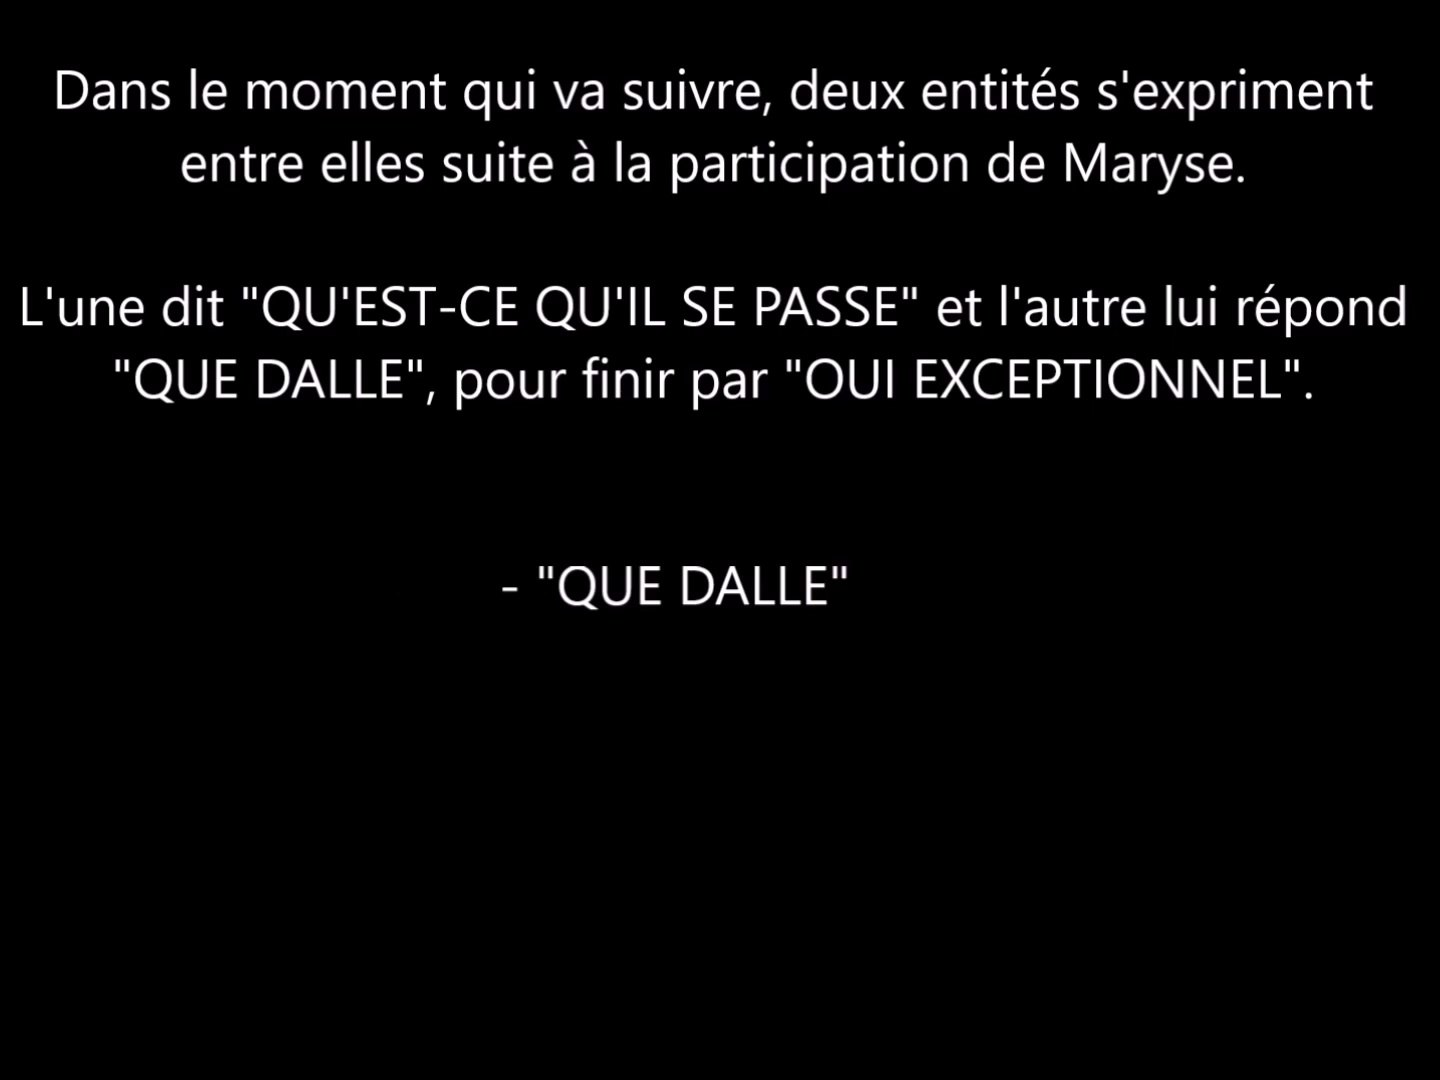 Dans le moment qui va suivre, deux entités s'expriment
entre elles suite à la participation de Maryse.
L'une dit "QU'EST-CE QU'IL SE PASSE" et l'autre lui répond
"QUE DALLE", pour finir par "OUI EXCEPTIONNEL".
- "QUE DALLE"